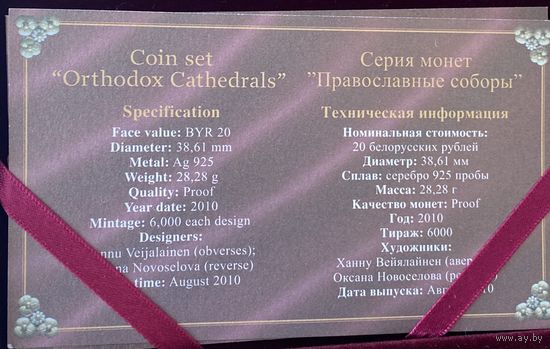 Coin set
“Orthodox Cathedrals”
Specification
Face value: BYR 20
Diameter: 38,61 mm
Metal: Ag 925
Weight: 28,28 g
Quality: Proof
Year date: 2010
Mintage: 6,000 each design
Designers:
Veijalainen (obverses);
Novoselova (reverse)
time: August 2010
Серия монет
”Православные соборы”
Техническая информация
Номинальная стоимость:
20 белорусских рублей
Диаметр: 38,61 мм
Сплав: серебро 925 пробы
Масса: 28,28 г
Качество монет: Proof
Год: 2010
Тираж: 6000
Художники:
Ханну Вейялайнен
Оксана Новоселова
Дата выпуска:
www.ay.by